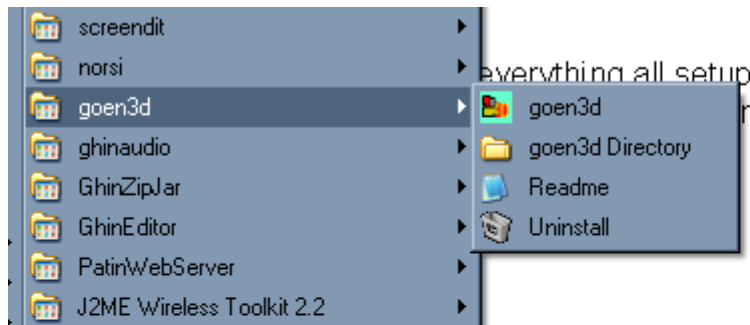 screendit
norsi
goen3d
ghinaudio
GhinZipJar
GhinEditor
PatinWebServer
J2ME Wireless Toolkit 2.2
everything all setup
goen3d
goen3d Directory
Readme
Uninstall